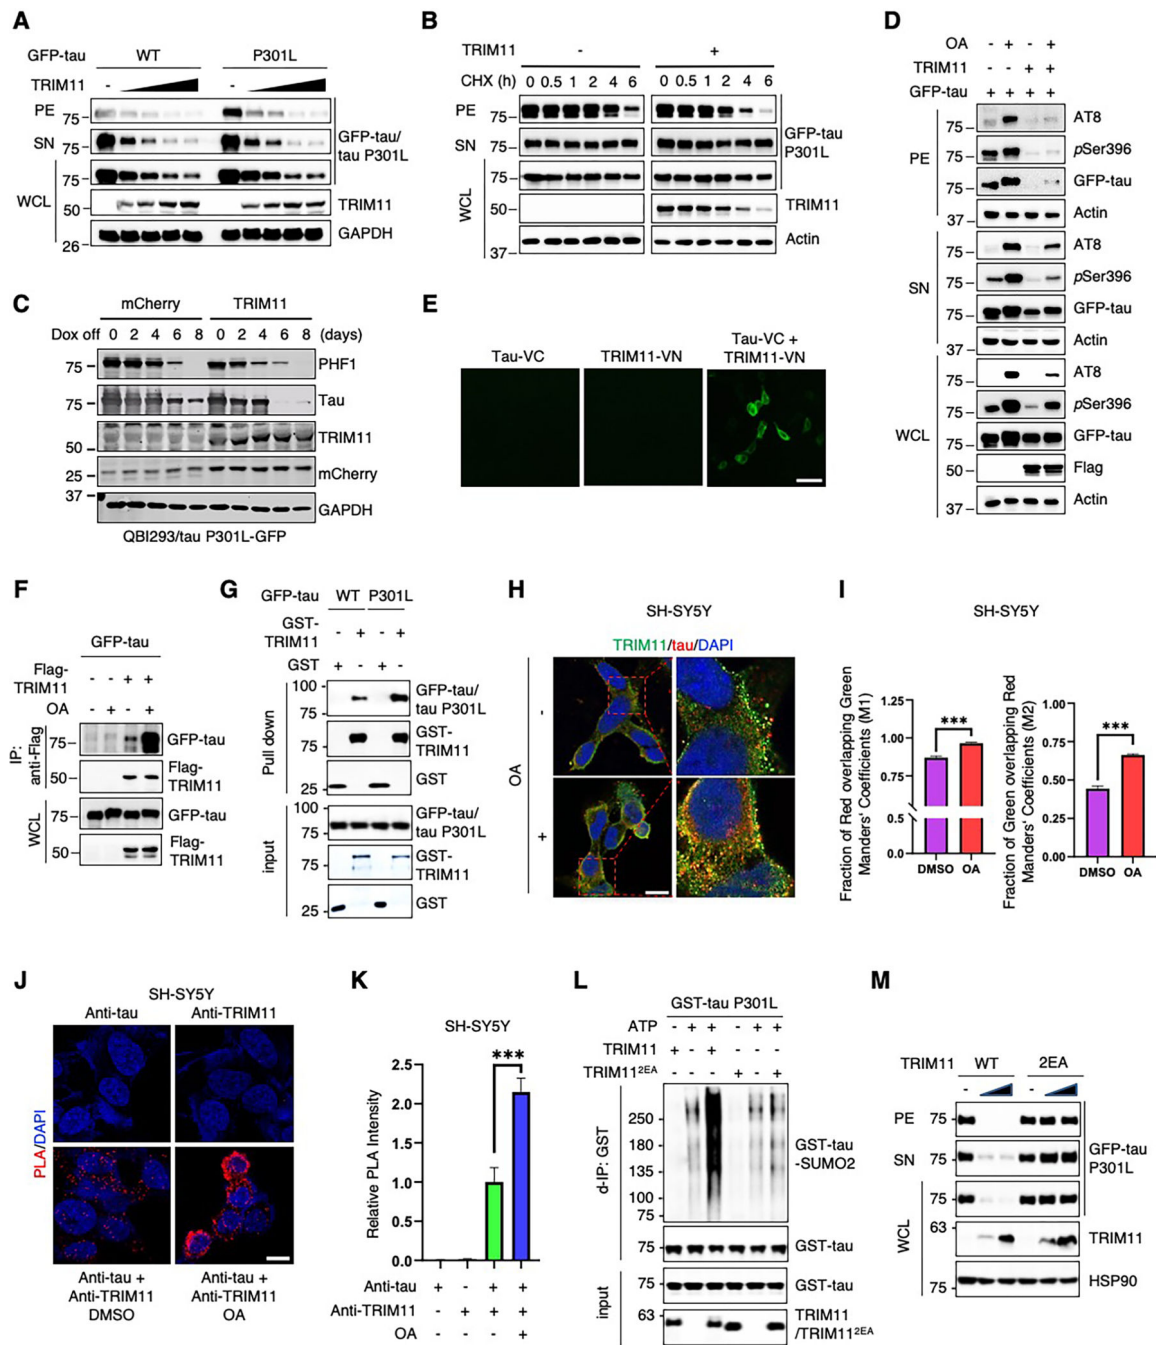 A
GFP-tau WT P301L
TRIM11 - -
PE 75
SN 75
GFP-tau/
tau P301L
WCL 75
50 TRIM11
26 GAPDH
B
TRIM11 - +
CHX (h) 0 0.5 1 2 4 6 0 0.5 1 2 4 6
PE 75
SN 75
GFP-tau
P301L
WCL 75
50 TRIM11
37 Actin
C
mCherry TRIM11
Dox off 0 2 4 6 8 0 2 4 6 8 (days)
75 PHF1
75 Tau
50 TRIM11
25 mCherry
37 GAPDH
QBI293/tau P301L-GFP
D
OA - + - +
TRIM11 - - + +
GFP-tau + + + +
PE
75 AT8
75 pSer396
75 GFP-tau
37 Actin
SN
75 AT8
75 pSer396
75 GFP-tau
37 Actin
WCL
75 AT8
75 pSer396
75 GFP-tau
50 Flag
37 Actin
E
Tau-VC TRIM11-VN Tau-VC +
TRIM11-VN
F
GFP-tau
Flag-
TRIM11 - - + +
OA - + - +
IP:
anti-Flag
75 GFP-tau
50 Flag-
TRIM11
WCL
75 GFP-tau
50 Flag-
TRIM11
G
GFP-tau WT P301L
GST-
TRIM11 - + - +
GST + - + -
Pull down
100
75
GFP-tau/
tau P301L
75 GST-
TRIM11
25 GST
input
100
75
GFP-tau/
tau P301L
75 GST-
TRIM11
25 GST
H
SH-SY5Y
TRIM11/tau/DAPI
OA
-
+
I
SH-SY5Y
Fraction of Red overlapping Green
Manders' Coefficients (M1)
1.25
1.00
0.75
0.5
0.0
***
DMSO OA
Fraction of Green overlapping Red
Manders' Coefficients (M2)
1.00
0.75
0.50
0.25
0.00
***
DMSO OA
J
SH-SY5Y
Anti-tau Anti-TRIM11
PLA/DAPI
Anti-tau +
Anti-TRIM11
DMSO
Anti-tau +
Anti-TRIM11
OA
K
SH-SY5Y
Relative PLA Intensity
2.5
2.0
1.5
1.0
0.5
0.0
***
Anti-tau + - + +
Anti-TRIM11 - + + +
OA - - - +
L
GST-tau P301L
ATP - + + - + +
TRIM11 + - + - - -
TRIM11²ᴱᴬ - - - + - +
d-IP: GST
250
180
135
100
75
GST-tau
-SUMO2
75 GST-tau
input
75 GST-tau
63 TRIM11
/TRIM11²ᴱᴬ
M
TRIM11 WT 2EA
- -
PE 75
SN 75
GFP-tau
P301L
WCL 75
63 TRIM11
75 HSP90